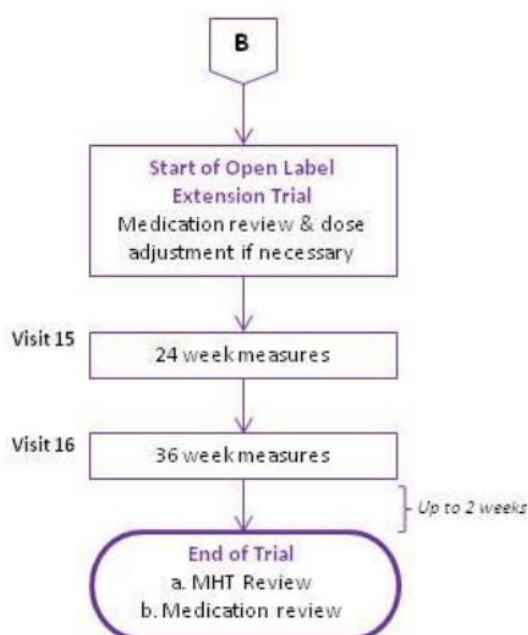 B
Start of Open Label
Extension Trial
Medication review & dose
adjustment if necessary
Visit 15
24 week measures
Visit 16
36 week measures
Up to 2 weeks
End of Trial
a. MHT Review
b. Medication review